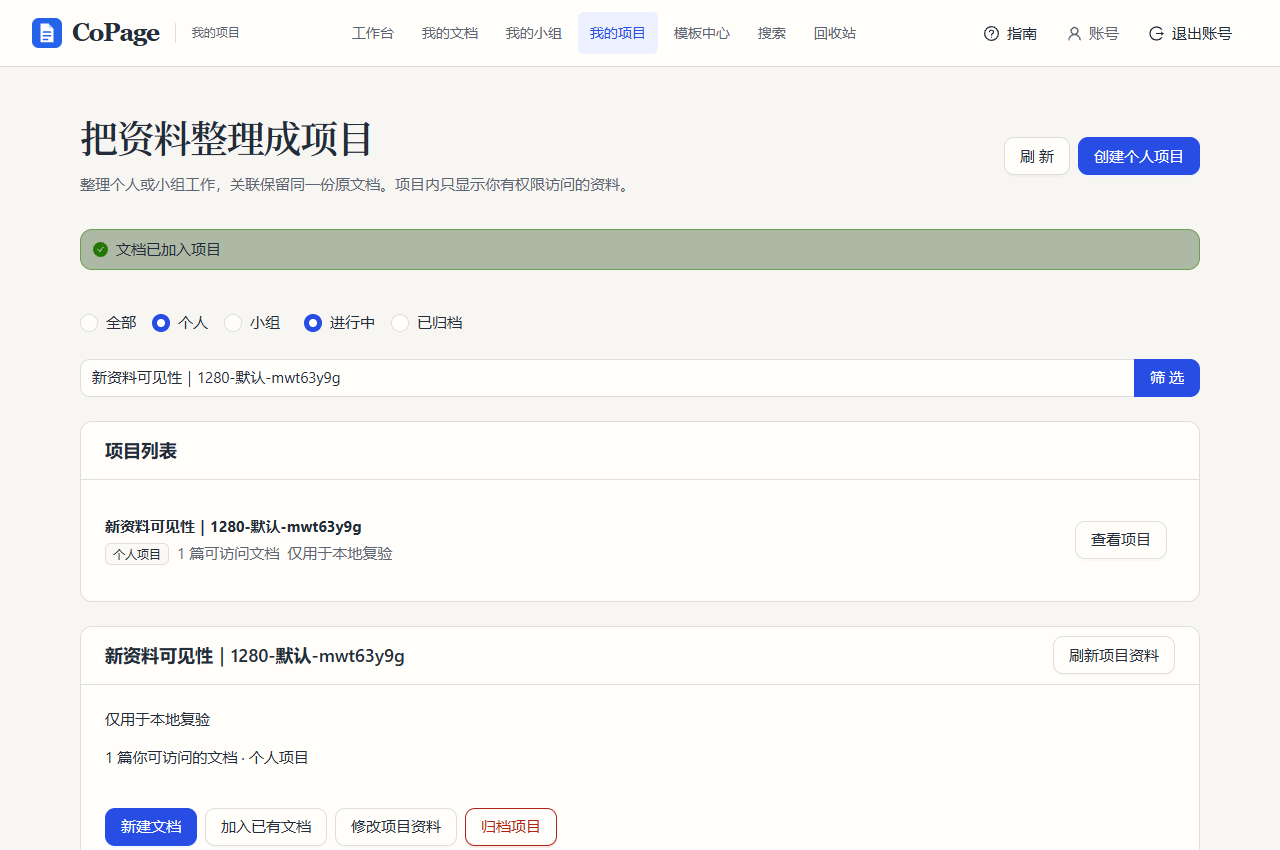 CoPage 我的项目 工作台 我的文档 我的小组 我的项目 模板中心 搜索 回收站 指南 账号 退出账号
把资料整理成项目
整理个人或小组工作，关联保留同一份原文档。项目内只显示你有权限访问的资料。
刷 新 创建个人项目
文档已加入项目
全部 个人 小组 进行中 已归档
新资料可见性｜1280-默认-mwt63y9g 筛 选
项目列表
新资料可见性｜1280-默认-mwt63y9g
个人项目 1 篇可访问文档 仅用于本地复验
查看项目
新资料可见性｜1280-默认-mwt63y9g 刷新项目资料
仅用于本地复验
1 篇你可访问的文档 · 个人项目
新建文档 加入已有文档 修改项目资料 归档项目